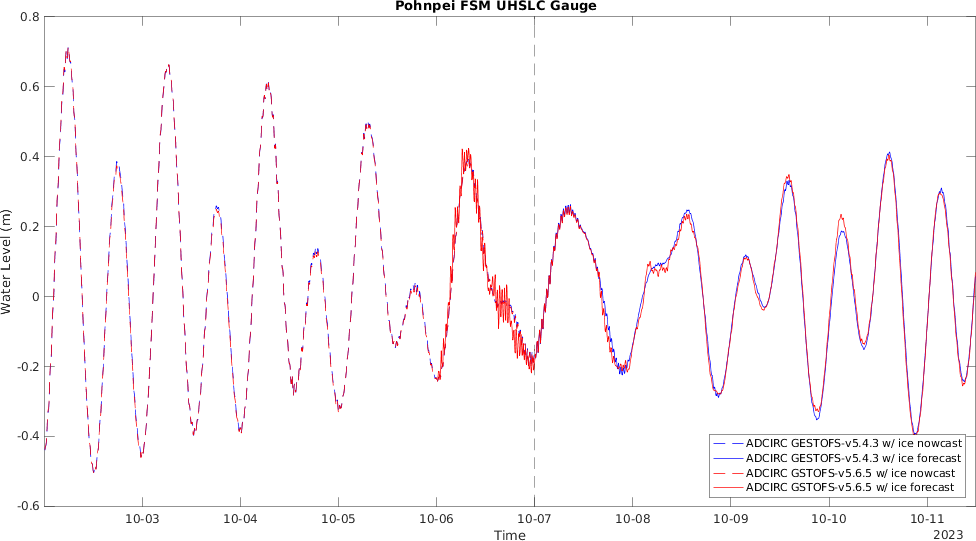 Pohnpei FSM UHSLC Gauge
0.8
0.6
0.4
0.2
0
-0.2
-0.4
-0.6
Water Level (m)
ADCIRC GESTOFS-v5.4.3 w/ ice nowcast
ADCIRC GESTOFS-v5.4.3 w/ ice forecast
ADCIRC GSTOFS-v5.6.5 w/ ice nowcast
ADCIRC GSTOFS-v5.6.5 w/ ice forecast
10-03 10-04 10-05 10-06 10-07 10-08 10-09 10-10 10-11
Time
2023